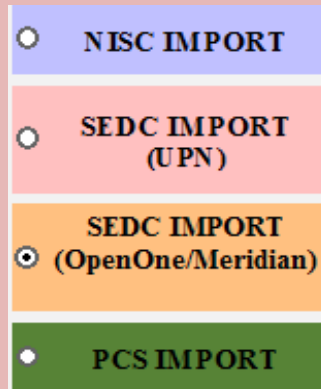 NISC IMPORT
SEDC IMPORT
(UPN)
SEDC IMPORT
(OpenOne/Meridian)
PCS IMPORT